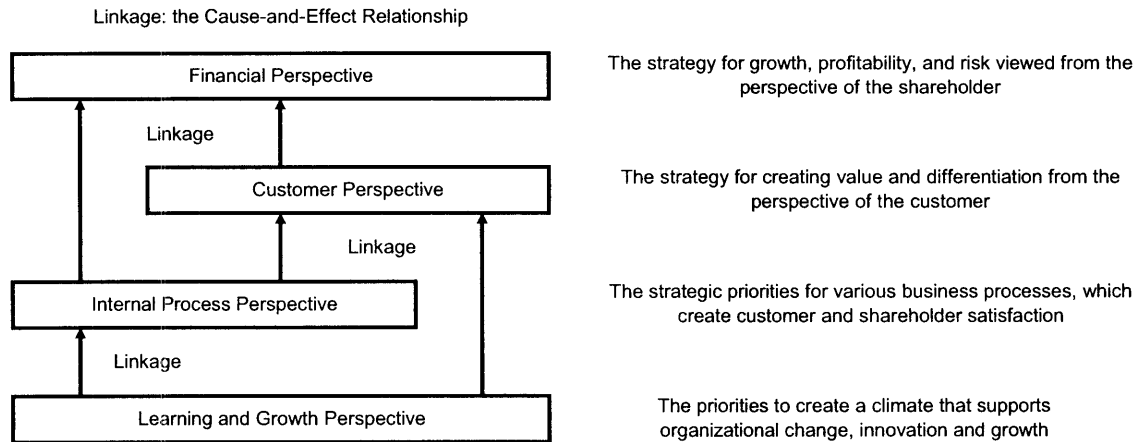 Linkage: the Cause-and-Effect Relationship
Financial Perspective
The strategy for growth, profitability, and risk viewed from the
perspective of the shareholder
Linkage
Customer Perspective
The strategy for creating value and differentiation from the
perspective of the customer
Linkage
Internal Process Perspective
The strategic priorities for various business processes, which
create customer and shareholder satisfaction
Linkage
Learning and Growth Perspective
The priorities to create a climate that supports
organizational change, innovation and growth